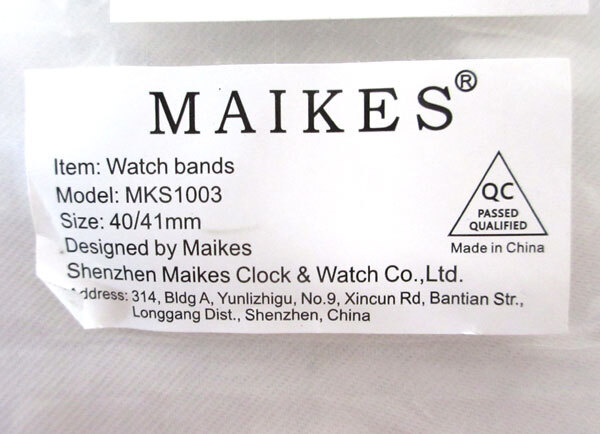 MAIKES®
Item: Watch bands
Model: MKS1003
Size: 40/41mm
Designed by Maikes
Shenzhen Maikes Clock & Watch Co.,Ltd.
Address: 314, Bldg A, Yunlizhigu, No.9, Xincun Rd, Bantian Str.,
Longgang Dist., Shenzhen, China
QC
PASSED
QUALIFIED
Made in China